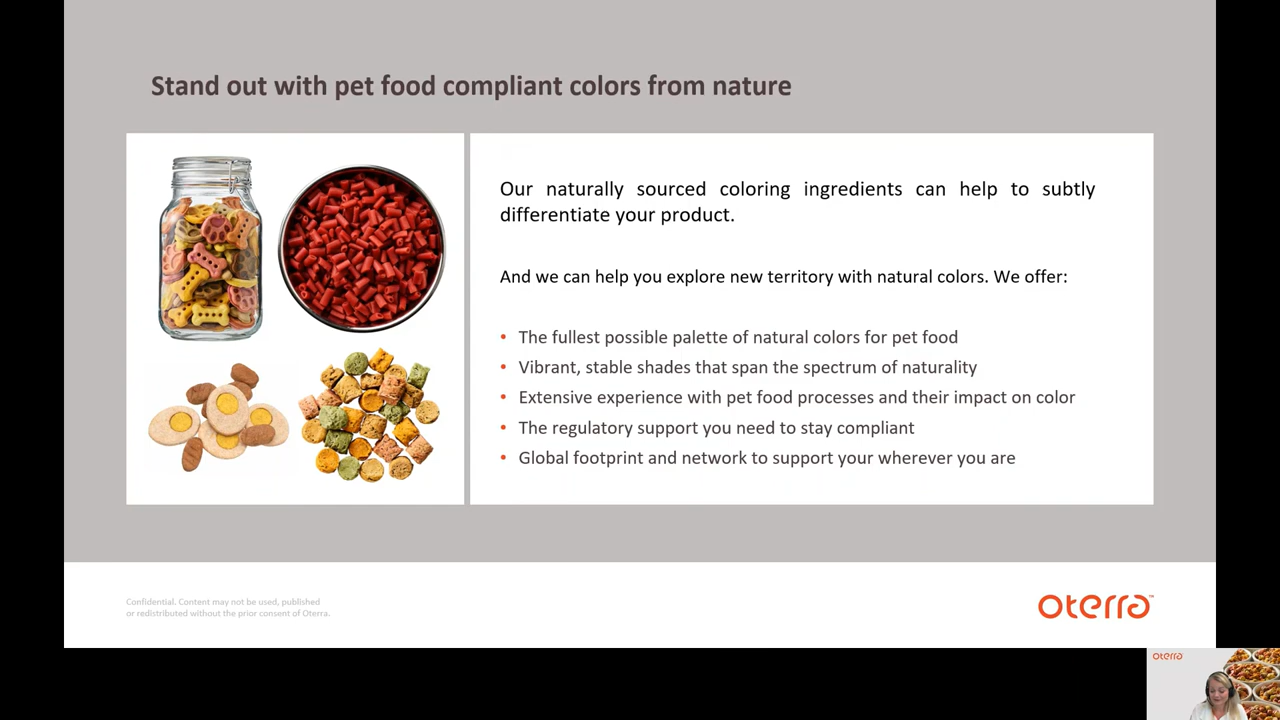 Stand out with pet food compliant colors from nature
Our naturally sourced coloring ingredients can help to subtly
differentiate your product.
And we can help you explore new territory with natural colors. We offer:
• The fullest possible palette of natural colors for pet food
• Vibrant, stable shades that span the spectrum of naturality
• Extensive experience with pet food processes and their impact on color
• The regulatory support you need to stay compliant
• Global footprint and network to support your wherever you are
Confidential. Content may not be used, published
or redistributed without the prior consent of Oterra.
oterra™
oterra